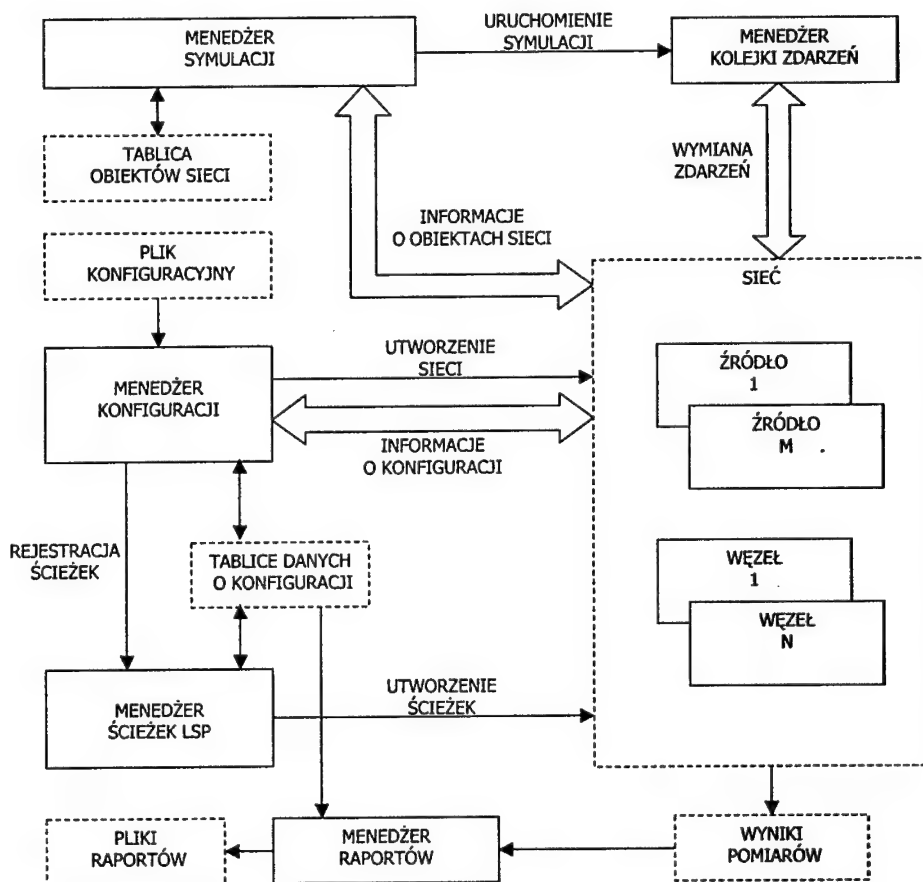 MENEDŻER
SYMULACJI
URUCHOMIENIE
SYMULACJI
MENEDŻER
KOLEJKI ZDARZEŃ
TABLICA
OBIEKTÓW SIECI
WYMIANA
ZDARZEŃ
INFORMACJE
O OBIEKTACH SIECI
PLIK
KONFIGURACYJNY
SIEĆ
MENEDŻER
KONFIGURACJI
UTWORZENIE
SIECI
INFORMACJE
O KONFIGURACJI
ŹRÓDŁO
1
ŹRÓDŁO
M
REJESTRACJA
ŚCIEŻEK
TABLICE DANYCH
O KONFIGURACJI
WĘZEŁ
1
WĘZEŁ
N
MENEDŻER
ŚCIEŻEK LSP
UTWORZENIE
ŚCIEŻEK
PLIKI
RAPORTÓW
MENEDŻER
RAPORTÓW
WYNIKI
POMIARÓW